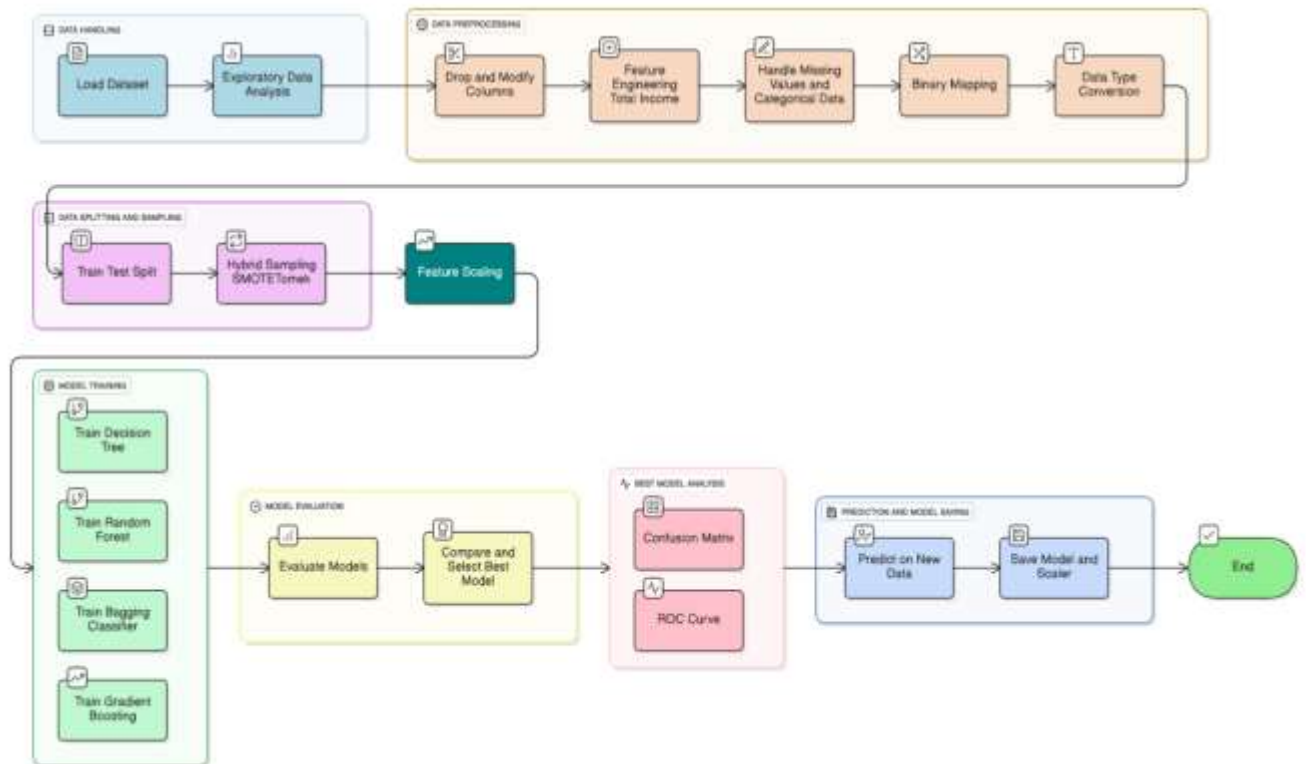 DATA HANDLING
Load Dataset
Exploratory Data
Analysis
DATA PREPROCESSING
Drop and Modify
Columns
Feature
Engineering
Total Income
Handle Missing
Values and
Categorical Data
Binary Mapping
Data Type
Conversion
DATA SPLITTING AND SAMPLING
Train Test Split
Hybrid Sampling
SMOTETomek
Feature Scaling
MODEL TRAINING
Train Decision
Tree
Train Random
Forest
Train Bagging
Classifier
Train Gradient
Boosting
MODEL EVALUATION
Evaluate Models
Compare and
Select Best
Model
BEST MODEL ANALYSIS
Confusion Matrix
ROC Curve
PREDICTION AND MODEL SAVING
Predict on New
Data
Save Model and
Scaler
End